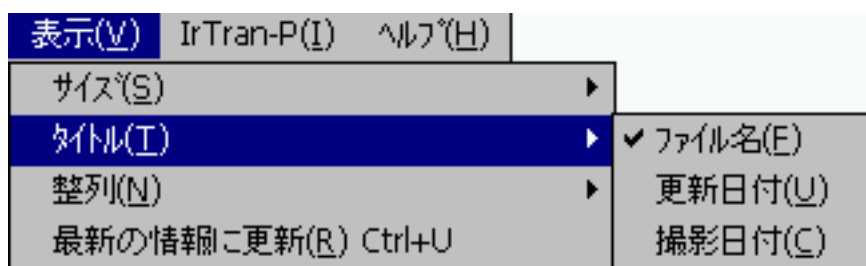 表示(V) IrTran-P(I) ﾍﾙﾌﾟ(H)
ｻｲｽﾞ(S)
ﾀｲﾄﾙ(T)
ﾌｧｲﾙ名(F)
整列(N)
更新日付(U)
最新の情報に更新(R) Ctrl+U
撮影日付(C)